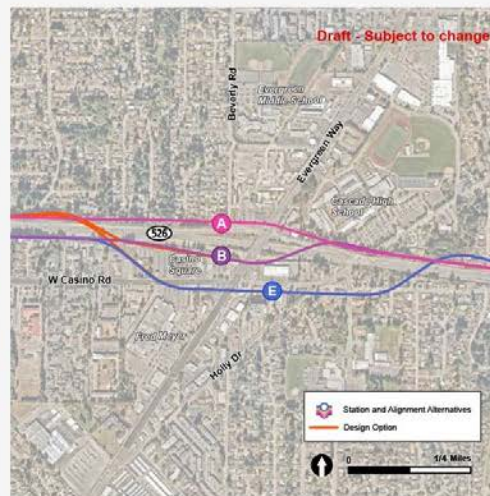 Draft - Subject to change
Beverly Rd
Evergreen
Middle School
Evergreen Way
Cascade High
School
A
526
B
Casino
Square
W Casino Rd
E
Fred Meyer
Holly Dr
Station and Alignment Alternatives
Design Option
0
1/4 Miles